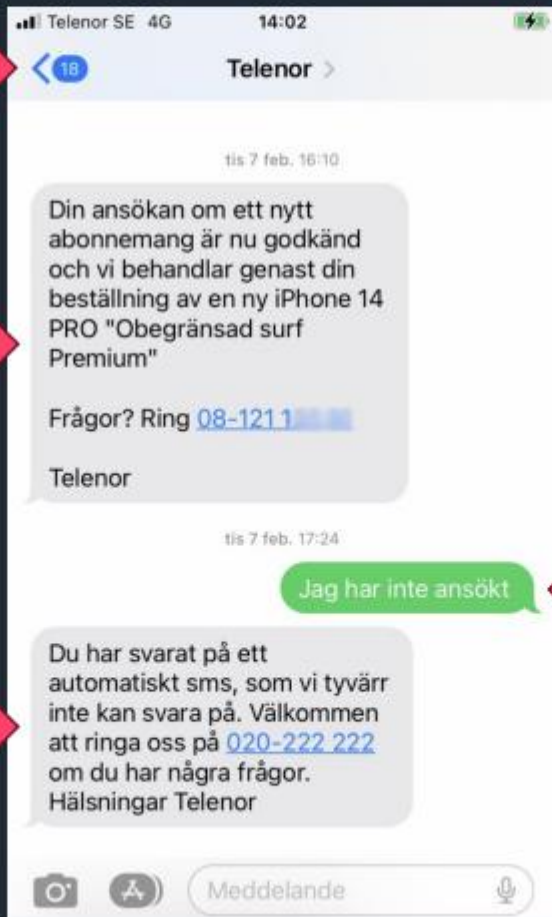 Telenor SE 4G 14:02
18 Telenor
tis 7 feb. 16:10
Din ansökan om ett nytt
abonnemang är nu godkänd
och vi behandlar genast din
beställning av en ny iPhone 14
PRO "Obegränsad surf
Premium"
Frågor? Ring 08-121 1
Telenor
tis 7 feb. 17:24
Jag har inte ansökt
Du har svarat på ett
automatiskt sms, som vi tyvärr
inte kan svara på. Välkommen
att ringa oss på 020-222 222
om du har några frågor.
Hälsningar Telenor
Meddelande